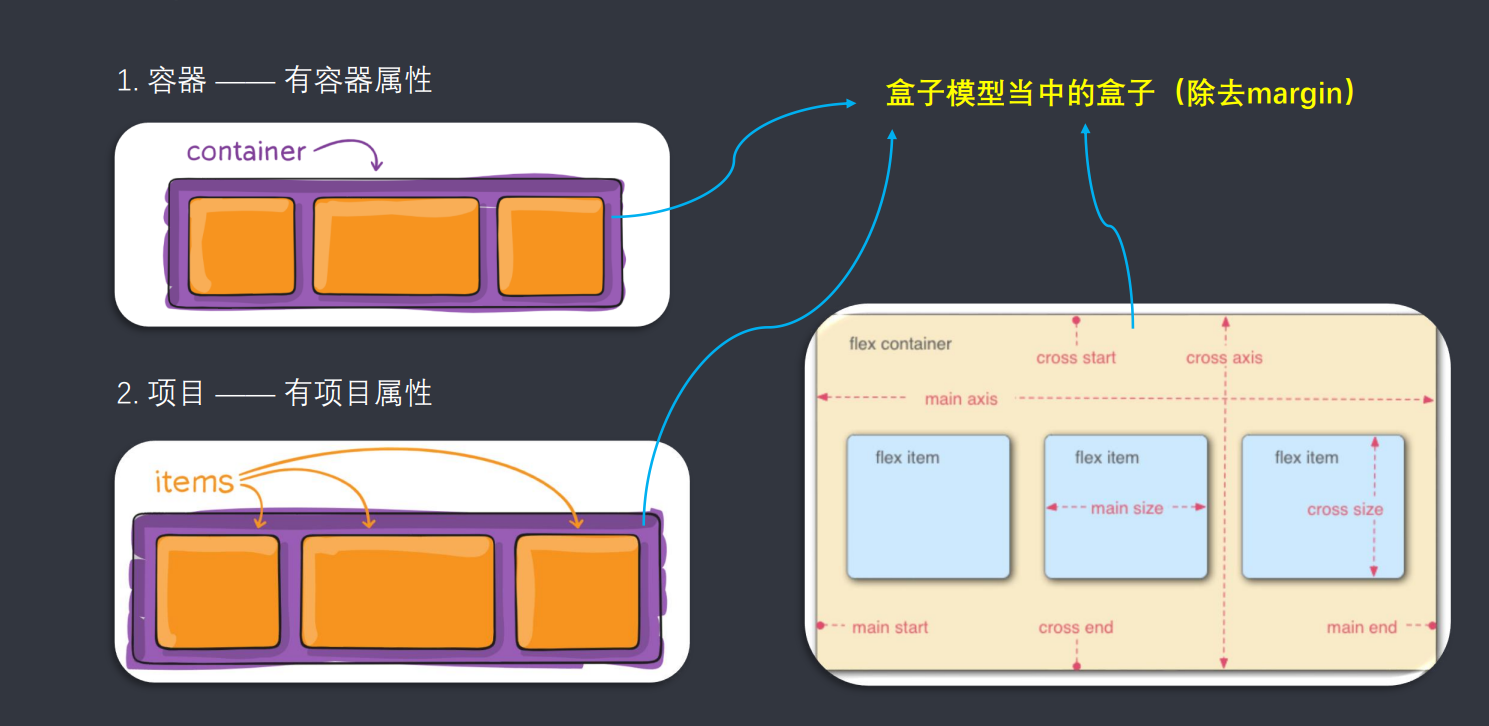 1. 容器 —— 有容器属性
container
盒子模型当中的盒子（除去margin）
2. 项目 —— 有项目属性
items
flex container
cross start
cross axis
main axis
flex item
flex item
flex item
main size
cross size
main start
cross end
main end